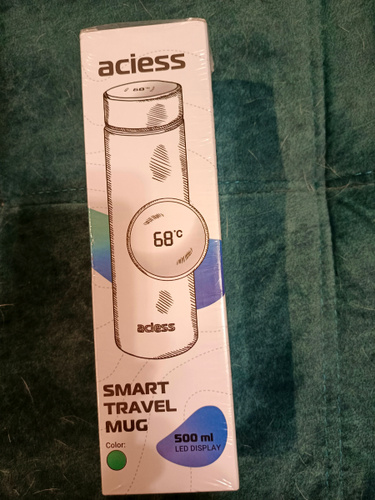 aciess
68°C
68°C
aciess
SMART
TRAVEL
MUG
500 ml
LED DISPLAY
Color: